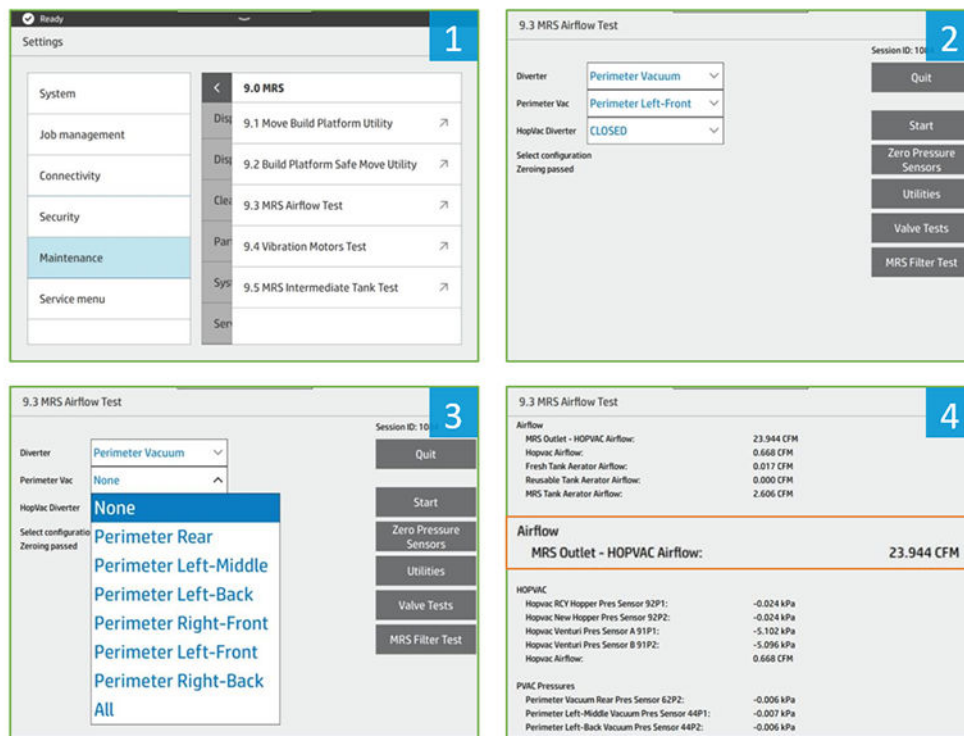 Ready
1
Settings
System
Job management
Connectivity
Security
Maintenance
Service menu
9.0 MRS
9.1 Move Build Platform Utility
9.2 Build Platform Safe Move Utility
9.3 MRS Airflow Test
9.4 Vibration Motors Test
9.5 MRS Intermediate Tank Test
9.3 MRS Airflow Test
2
Diverter Perimeter Vacuum
Perimeter Vac Perimeter Left-Front
HopVac Diverter CLOSED
Select configuration
Zeroing passed
Session ID:
Quit
Start
Zero Pressure
Sensors
Utilities
Valve Tests
MRS Filter Test
9.3 MRS Airflow Test
3
Diverter Perimeter Vacuum
Perimeter Vac None
HopVac Diverter
Select
Zeroing passed
None
Perimeter Rear
Perimeter Left-Middle
Perimeter Left-Back
Perimeter Right-Front
Perimeter Left-Front
Perimeter Right-Back
All
Session ID:
Quit
Start
Zero Pressure
Sensors
Utilities
Valve Tests
MRS Filter Test
9.3 MRS Airflow Test
4
Airflow
MRS Outlet - HOPVAC Airflow: 23.944 CFM
Hopvac Airflow: 0.668 CFM
Fresh Tank Aerator Airflow: 0.017 CFM
Reusable Tank Aerator Airflow: 0.000 CFM
MRS Tank Aerator Airflow: 2.606 CFM
Airflow
MRS Outlet - HOPVAC Airflow: 23.944 CFM
HOPVAC
Hopvac RCY Hopper Pres Sensor 92P1: -0.024 kPa
Hopvac New Hopper Pres Sensor 92P2: -0.024 kPa
Hopvac Venturi Pres Sensor A 91P1: -5.102 kPa
Hopvac Venturi Pres Sensor B 91P2: -5.096 kPa
Hopvac Airflow: 0.668 CFM
PVAC Pressures
Perimeter Vacuum Rear Pres Sensor 62P2: -0.006 kPa
Perimeter Left-Middle Vacuum Pres Sensor 44P1: -0.007 kPa
Perimeter Left-Back Vacuum Pres Sensor 44P2: -0.006 kPa